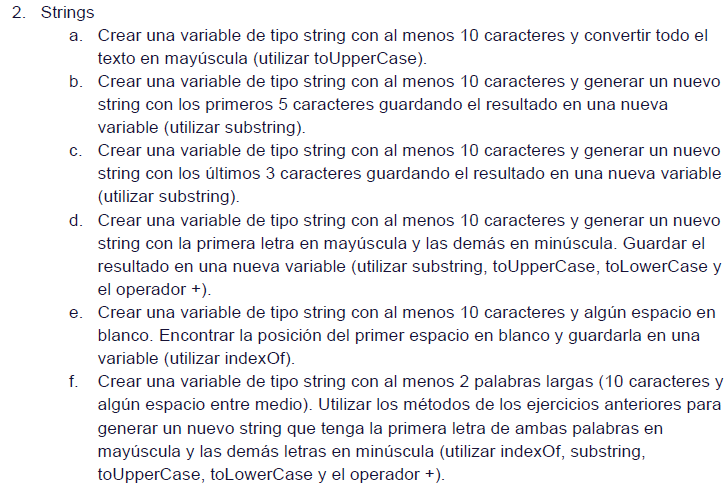 2. Strings
a. Crear una variable de tipo string con al menos 10 caracteres y convertir todo el
texto en mayúscula (utilizar toUpperCase).
b. Crear una variable de tipo string con al menos 10 caracteres y generar un nuevo
string con los primeros 5 caracteres guardando el resultado en una nueva
variable (utilizar substring).
c. Crear una variable de tipo string con al menos 10 caracteres y generar un nuevo
string con los últimos 3 caracteres guardando el resultado en una nueva variable
(utilizar substring).
d. Crear una variable de tipo string con al menos 10 caracteres y generar un nuevo
string con la primera letra en mayúscula y las demás en minúscula. Guardar el
resultado en una nueva variable (utilizar substring, toUpperCase, toLowerCase y
el operador +).
e. Crear una variable de tipo string con al menos 10 caracteres y algún espacio en
blanco. Encontrar la posición del primer espacio en blanco y guardarla en una
variable (utilizar indexOf).
f. Crear una variable de tipo string con al menos 2 palabras largas (10 caracteres y
algún espacio entre medio). Utilizar los métodos de los ejercicios anteriores para
generar un nuevo string que tenga la primera letra de ambas palabras en
mayúscula y las demás letras en minúscula (utilizar indexOf, substring,
toUpperCase, toLowerCase y el operador +).